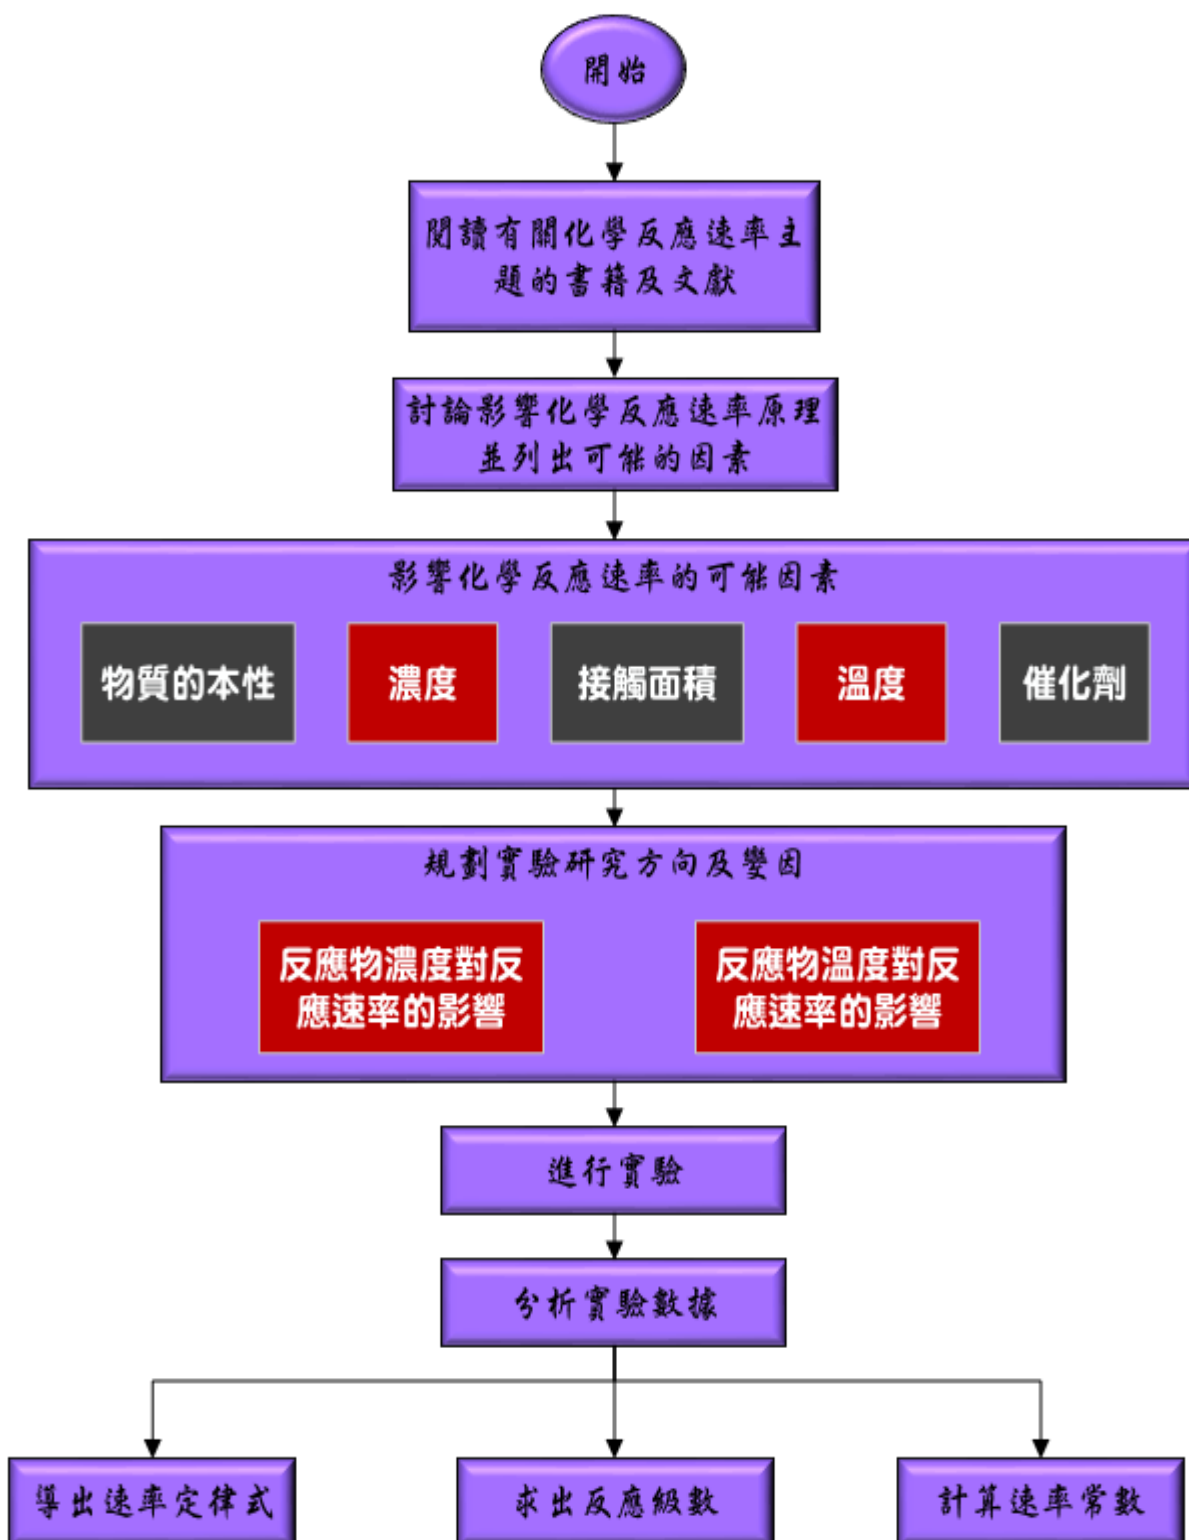 開始
閱讀有關化學反應速率主
題的書籍及文獻
討論影響化學反應速率原理
並列出可能的因素
影響化學反應速率的可能因素
物質的本性
濃度
接觸面積
溫度
催化劑
規劃實驗研究方向及變因
反應物濃度對反
應速率的影響
反應物溫度對反
應速率的影響
進行實驗
分析實驗數據
導出速率定律式
求出反應級數
計算速率常數